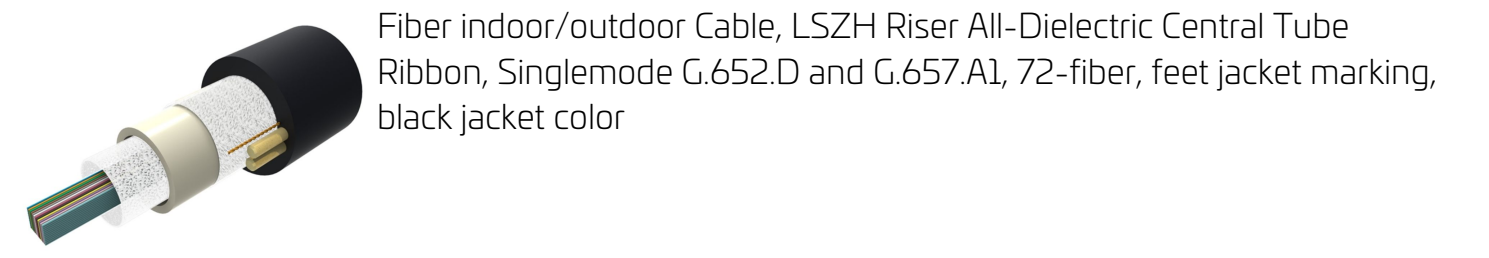 Fiber indoor/outdoor Cable, LSZH Riser All-Dielectric Central Tube
Ribbon, Singlemode G.652.D and G.657.A1, 72-fiber, feet jacket marking,
black jacket color